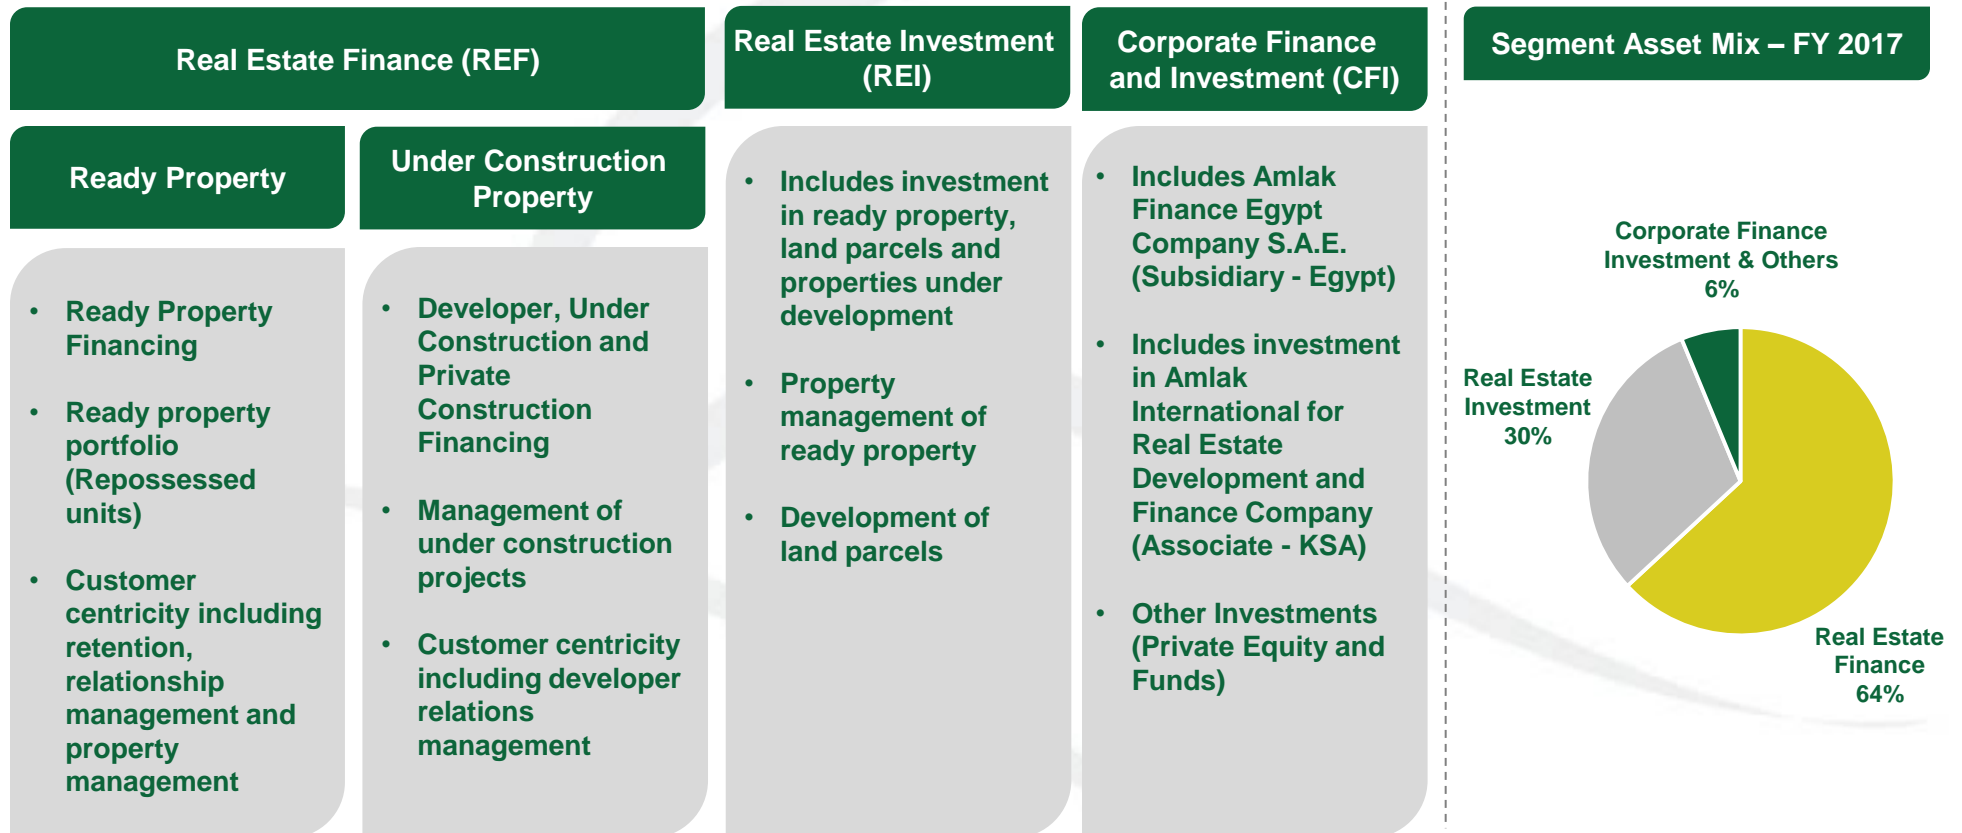 Real Estate Finance (REF)
Ready Property
• Ready Property
Financing
• Ready property
portfolio
(Repossessed
units)
• Customer
centricity including
retention,
relationship
management and
property
management
Under Construction
Property
• Developer, Under
Construction and
Private
Construction
Financing
• Management of
under construction
projects
• Customer centricity
including developer
relations
management
Real Estate Investment
(REI)
• Includes investment
in ready property,
land parcels and
properties under
development
• Property
management of
ready property
• Development of
land parcels
Corporate Finance
and Investment (CFI)
• Includes Amlak
Finance Egypt
Company S.A.E.
(Subsidiary - Egypt)
• Includes investment
in Amlak
International for
Real Estate
Development and
Finance Company
(Associate - KSA)
• Other Investments
(Private Equity and
Funds)
Segment Asset Mix – FY 2017
Corporate Finance
Investment & Others
6%
Real Estate
Investment
30%
Real Estate
Finance
64%